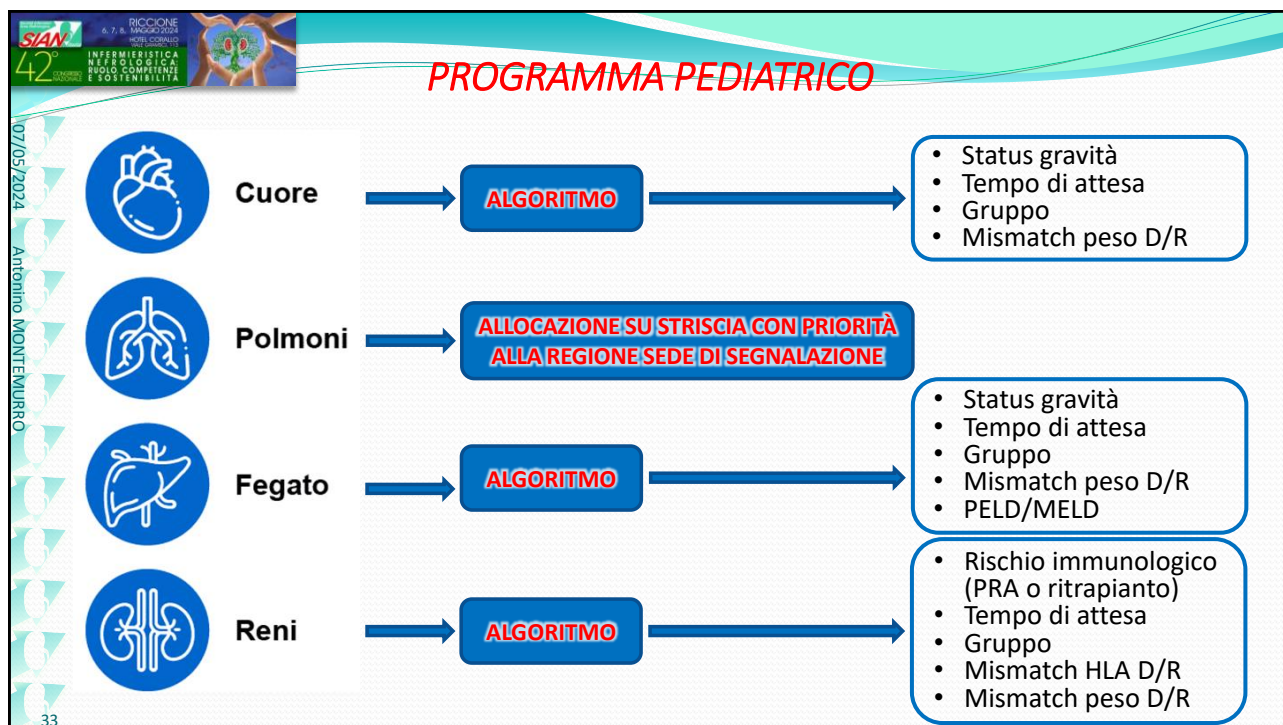 SIAN
42°
CONGRESSO
NAZIONALE
RICCIONE
6, 7, 8, MAGGIO 2024
HOTEL CORALLO
INFERMIERISTICA
NEFROLOGICA:
RUOLO, COMPETENZE
E SOSTENIBILITÀ
PROGRAMMA PEDIATRICO
07/05/2024
Antonino MONTEMURRO
Cuore
ALGORITMO
• Status gravità
• Tempo di attesa
• Gruppo
• Mismatch peso D/R
Polmoni
ALLOCAZIONE SU STRISCIA CON PRIORITÀ
ALLA REGIONE SEDE DI SEGNALAZIONE
Fegato
ALGORITMO
• Status gravità
• Tempo di attesa
• Gruppo
• Mismatch peso D/R
• PELD/MELD
Reni
ALGORITMO
• Rischio immunologico
(PRA o ritrapianto)
• Tempo di attesa
• Gruppo
• Mismatch HLA D/R
• Mismatch peso D/R
33